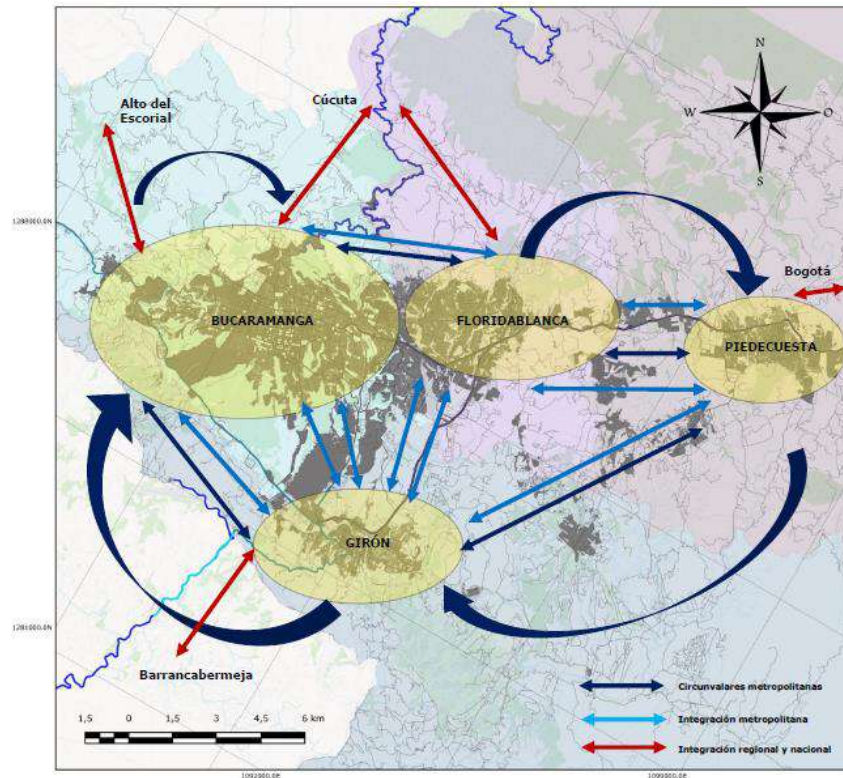 N
W
O
S
Alto del
Escorial
Cúcuta
Bogotá
BUCARAMANGA
FLORIDABLANCA
PIEDECUESTA
GIRÓN
Barrancabermeja
1,5 0 1,5 3 4,5 6 km
Circunvalares metropolitanas
Integración metropolitana
Integración regional y nacional